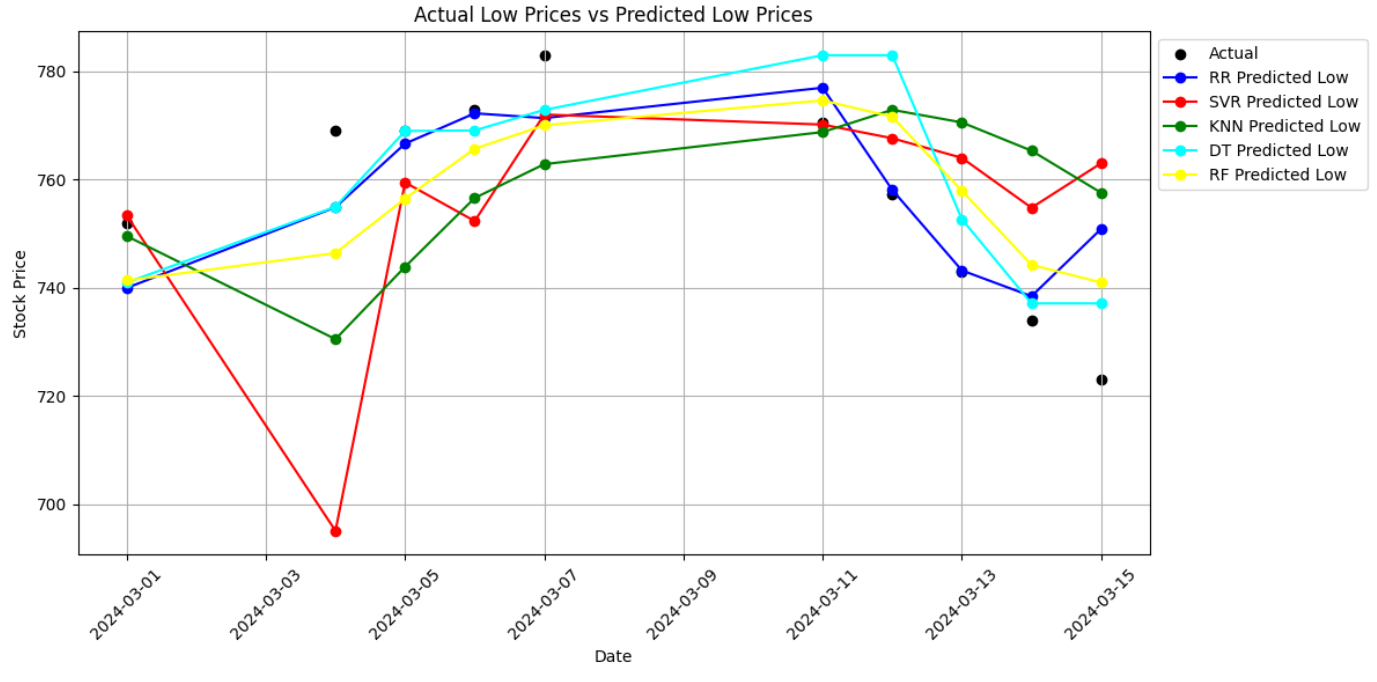 Actual Low Prices vs Predicted Low Prices
Actual
RR Predicted Low
SVR Predicted Low
KNN Predicted Low
DT Predicted Low
RF Predicted Low
Stock Price
780
760
740
720
700
2024-03-01
2024-03-03
2024-03-05
2024-03-07
2024-03-09
2024-03-11
2024-03-13
2024-03-15
Date